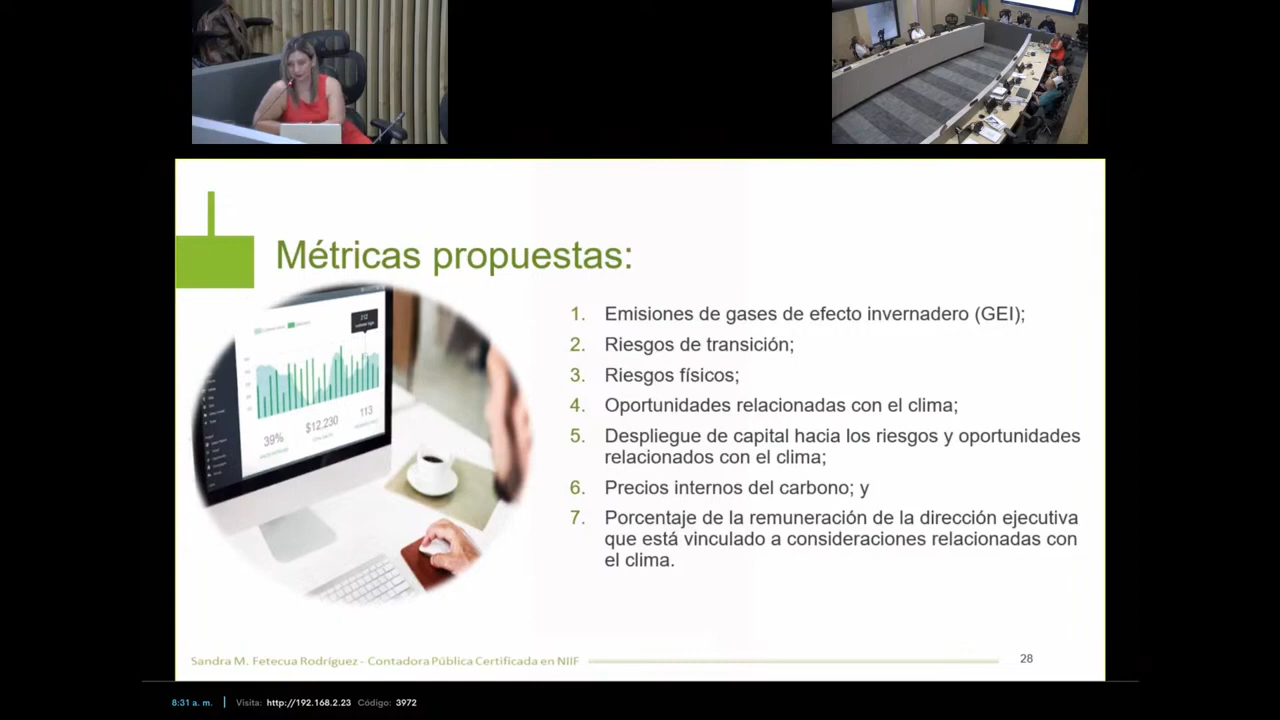 Métricas propuestas:
1. Emisiones de gases de efecto invernadero (GEI);
2. Riesgos de transición;
3. Riesgos físicos;
4. Oportunidades relacionadas con el clima;
5. Despliegue de capital hacia los riesgos y oportunidades
relacionados con el clima;
6. Precios internos del carbono; y
7. Porcentaje de la remuneración de la dirección ejecutiva
que está vinculado a consideraciones relacionadas con
el clima.
39%
$12,230
113
Sandra M. Fetecua Rodríguez - Contadora Pública Certificada en NIIF
28
8:31 a. m. | Visita: http://192.168.2.23 Código: 3972